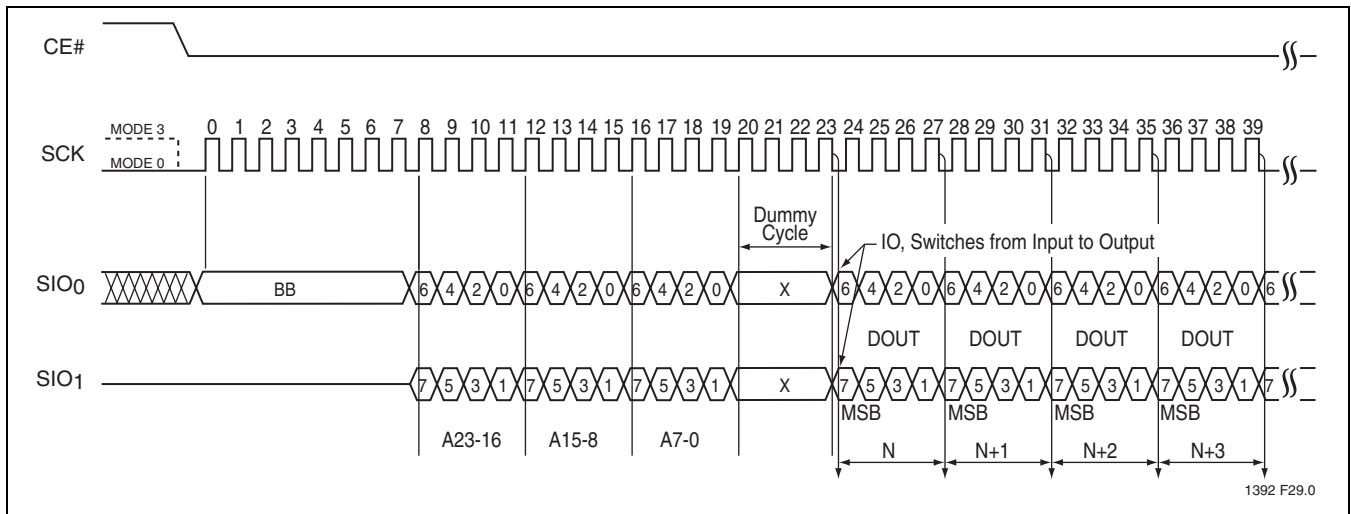 CE#
MODE 3
0 1 2 3 4 5 6 7 8 9 10 11 12 13 14 15 16 17 18 19 20 21 22 23 24 25 26 27 28 29 30 31 32 33 34 35 36 37 38 39
SCK
MODE 0
Dummy
Cycle
IO, Switches from Input to Output
SIO0 BB 6 4 2 0 6 4 2 0 6 4 2 0 X 6 4 2 0 6 4 2 0 6 4 2 0 6 4 2 0 6
DOUT DOUT DOUT DOUT
SIO1 7 5 3 1 7 5 3 1 7 5 3 1 X 7 5 3 1 7 5 3 1 7 5 3 1 7 5 3 1 7
MSB MSB MSB MSB
A23-16 A15-8 A7-0
N N+1 N+2 N+3
1392 F29.0